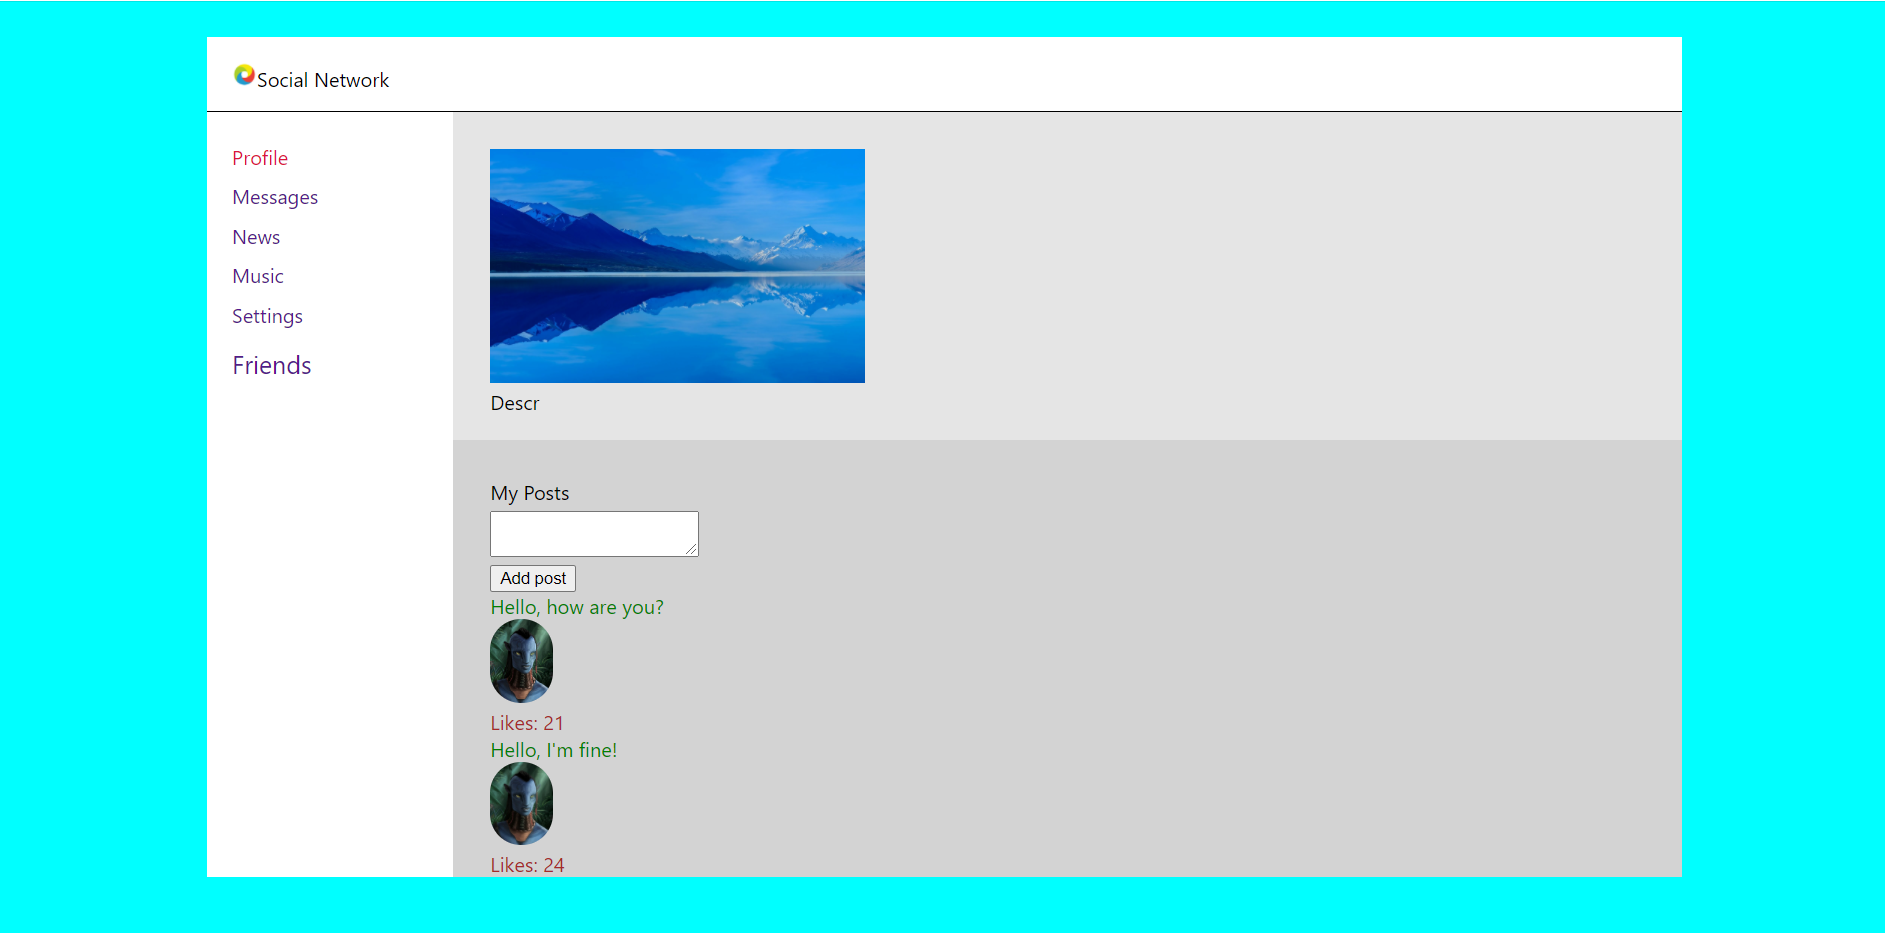 Social Network
Profile
Messages
News
Music
Settings
Friends
Descr
My Posts
Add post
Hello, how are you?
Likes: 21
Hello, I'm fine!
Likes: 24